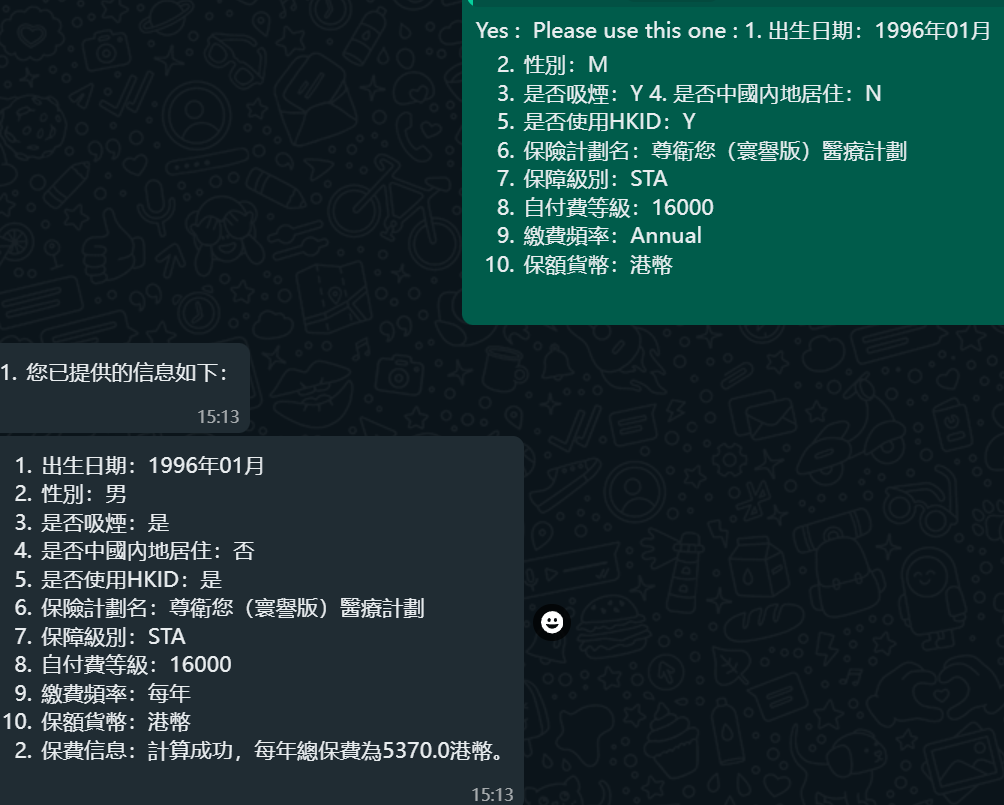 Yes : Please use this one : 1. 出生日期：1996年01月
2. 性別：M
3. 是否吸煙：Y 4. 是否中國內地居住：N
5. 是否使用HKID：Y
6. 保險計劃名：尊衛您（寰譽版）醫療計劃
7. 保障級別：STA
8. 自付費等級：16000
9. 繳費頻率：Annual
10. 保額貨幣：港幣
1. 您已提供的信息如下：
15:13
1. 出生日期：1996年01月
2. 性別：男
3. 是否吸煙：是
4. 是否中國內地居住：否
5. 是否使用HKID：是
6. 保險計劃名：尊衛您（寰譽版）醫療計劃
7. 保障級別：STA
8. 自付費等級：16000
9. 繳費頻率：每年
10. 保額貨幣：港幣
2. 保費信息：計算成功，每年總保費為5370.0港幣。
15:13